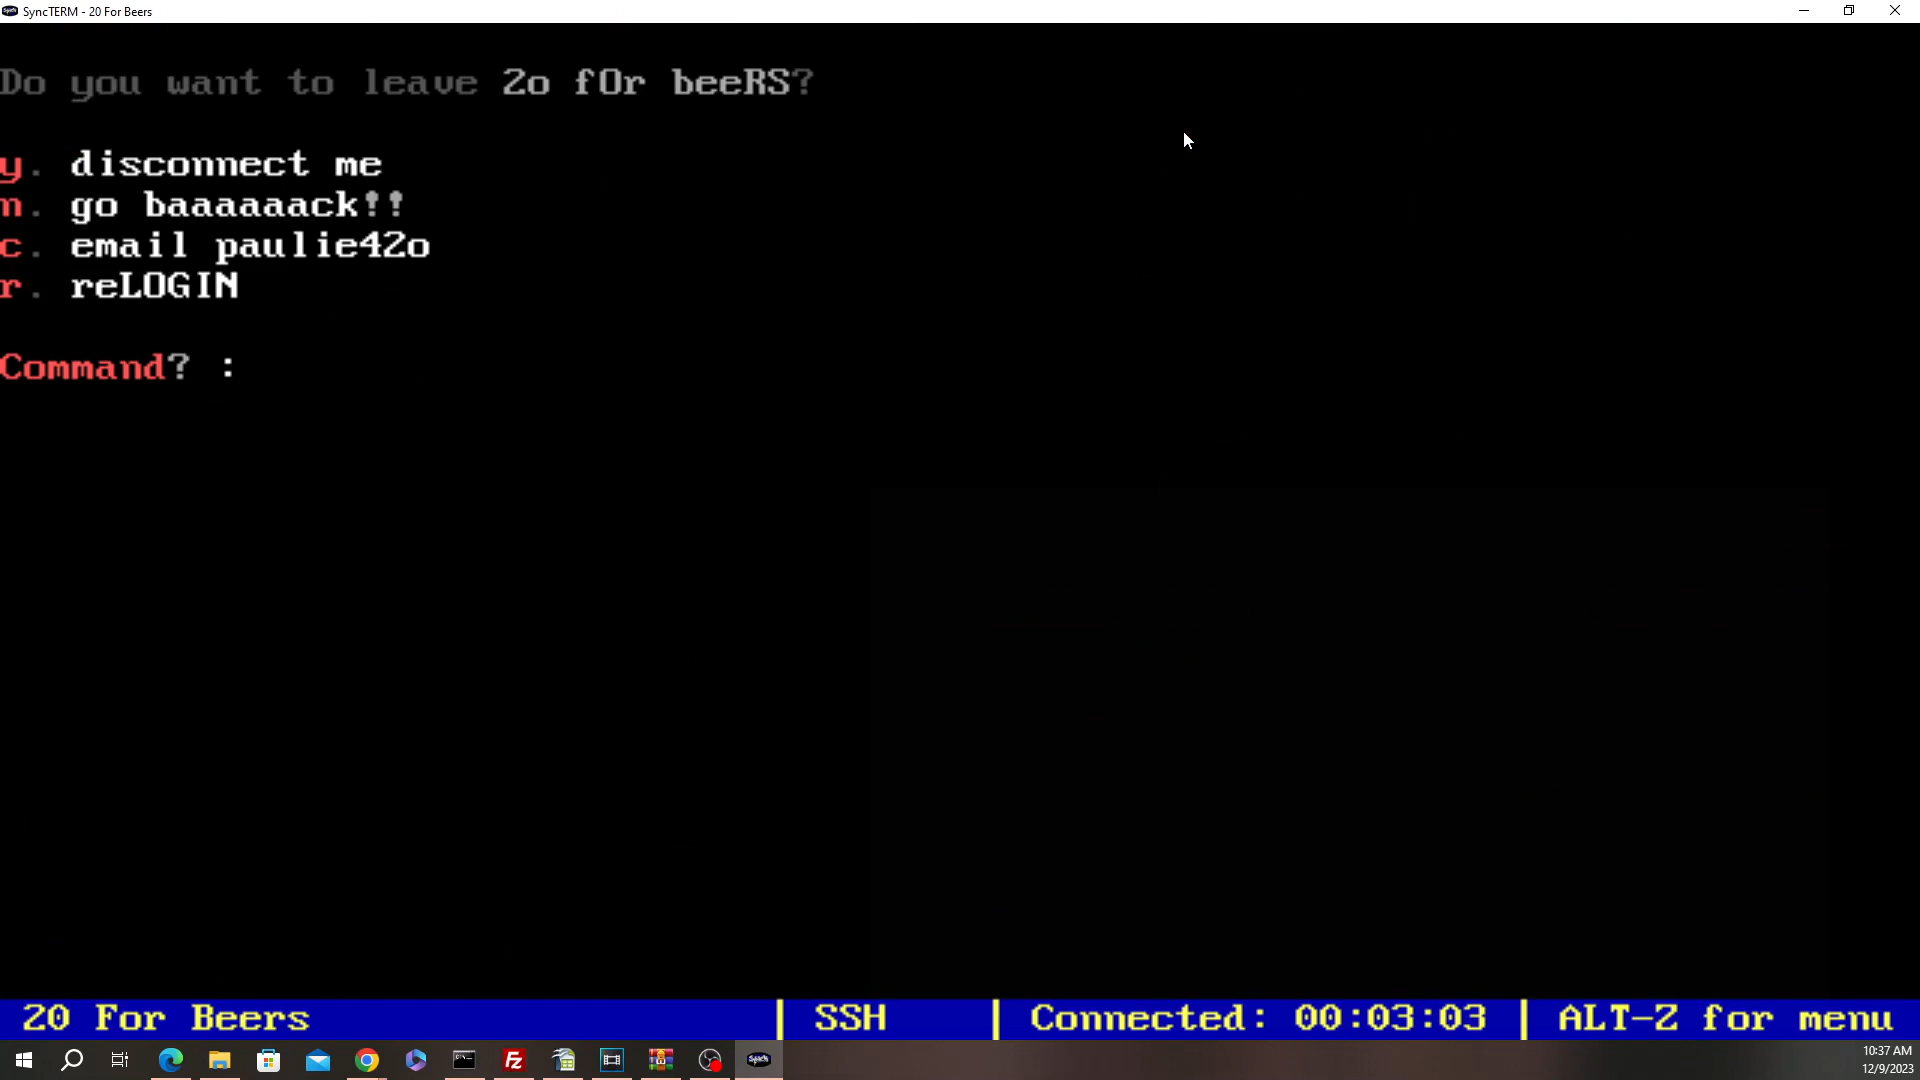 SyncTERM - 20 For Beers
Do you want to leave 2o fOr beeRS?
y. disconnect me
n. go baaaaaack!!
c. email paulie42o
r. reLOGIN
Command? :
20 For Beers | SSH | Connected: 00:03:03 | ALT-Z for menu
10:37 AM
12/9/2023